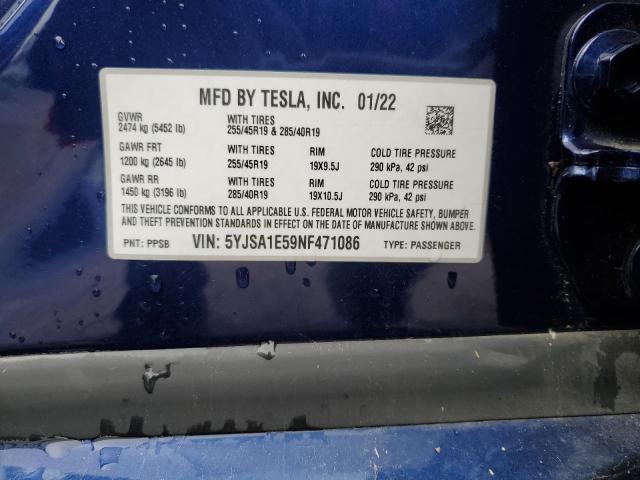 MFD BY TESLA, INC. 01/22
GVWR WITH TIRES
2474 kg (5452 lb) 255/45R19 & 285/40R19
GAWR FRT WITH TIRES RIM COLD TIRE PRESSURE
1200 kg (2645 lb) 255/45R19 19X9.5J 290 kPa, 42 psi
GAWR RR WITH TIRES RIM COLD TIRE PRESSURE
1450 kg (3196 lb) 285/40R19 19X10.5J 290 kPa, 42 psi
THIS VEHICLE CONFORMS TO ALL APPLICABLE U.S. FEDERAL MOTOR VEHICLE SAFETY, BUMPER
AND THEFT PREVENTION STANDARDS IN EFFECT ON THE DATE OF MANUFACTURE SHOWN
ABOVE.
PNT: PPSB VIN: 5YJSA1E59NF471086 TYPE: PASSENGER